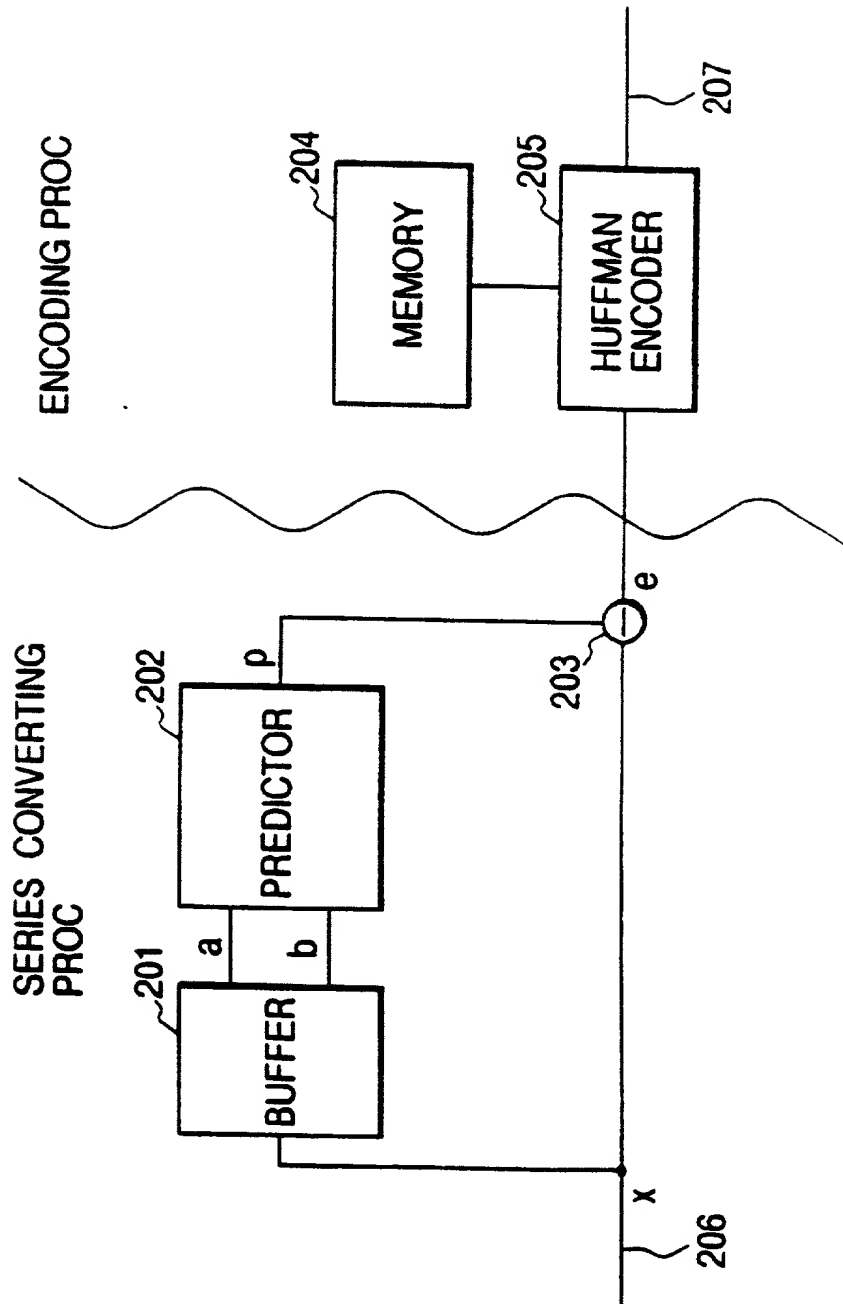 SERIES CONVERTING
PROC
ENCODING PROC
201
BUFFER
a
b
202
PREDICTOR
p
204
MEMORY
205
HUFFMAN
ENCODER
x
206
203
e
207